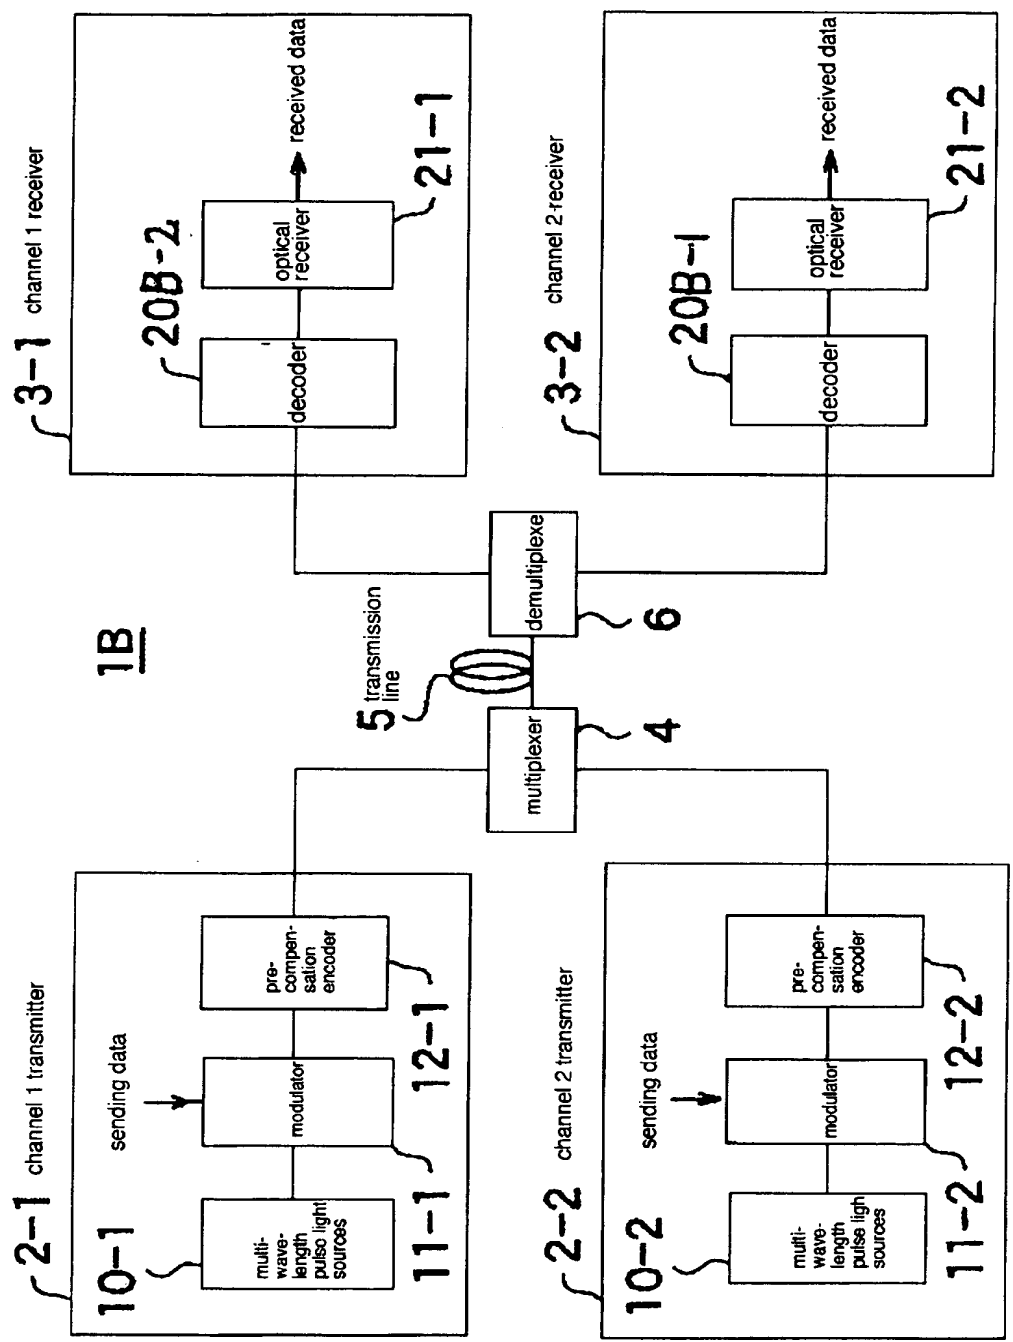 1B
2-1 channel 1 transmitter
sending data
10-1
multi-
wave-
length
pulso light
sources
11-1
modulator
12-1
pre-
compen-
sation
encoder
2-2 channel 2 transmitter
sending data
10-2
multi-
wave-
length
pulse ligh
sources
11-2
modulator
12-2
pre-
compen-
sation
encoder
multiplexer
4
5 transmission
line
demultiplexe
6
3-1 channel 1 receiver
20B-2
decoder
optical
receiver
21-1
received data
3-2 channel 2-receiver
20B-1
decoder
optical
receiver
21-2
received data